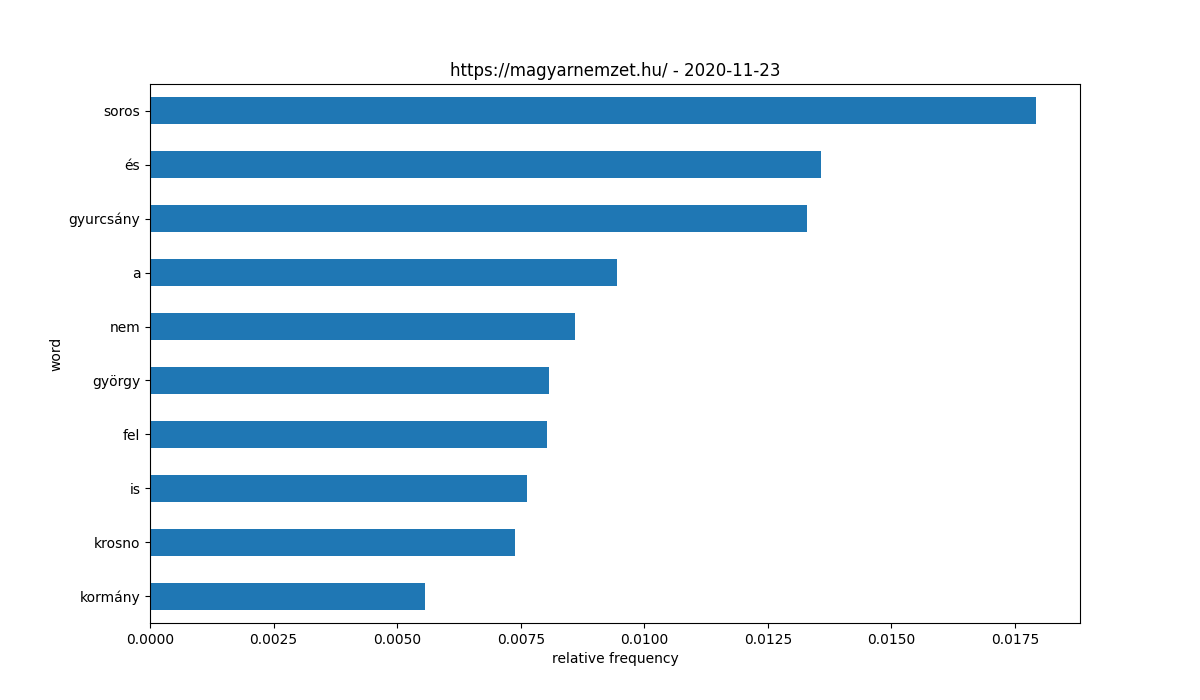 https://magyarnemzet.hu/ - 2020-11-23
soros
és
gyurcsány
a
nem
györgy
fel
is
krosno
kormány
word
0.0000 0.0025 0.0050 0.0075 0.0100 0.0125 0.0150 0.0175
relative frequency